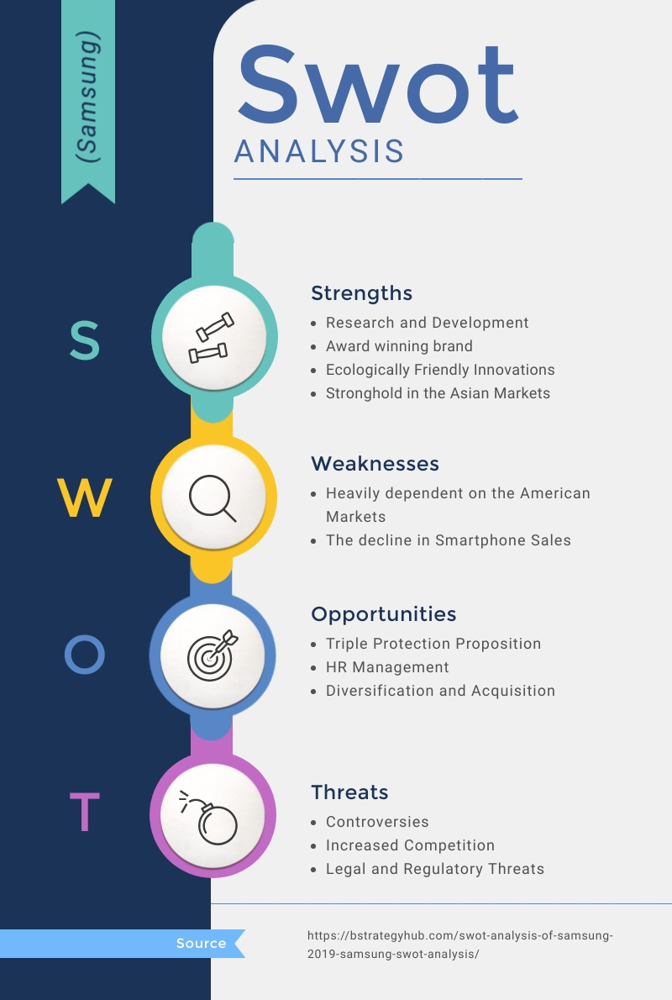 (Samsung)
Swot
ANALYSIS
S
Strengths
• Research and Development
• Award winning brand
• Ecologically Friendly Innovations
• Stronghold in the Asian Markets
W
Weaknesses
• Heavily dependent on the American
Markets
• The decline in Smartphone Sales
O
Opportunities
• Triple Protection Proposition
• HR Management
• Diversification and Acquisition
T
Threats
• Controversies
• Increased Competition
• Legal and Regulatory Threats
Source
https://bstrategyhub.com/swot-analysis-of-samsung-
2019-samsung-swot-analysis/